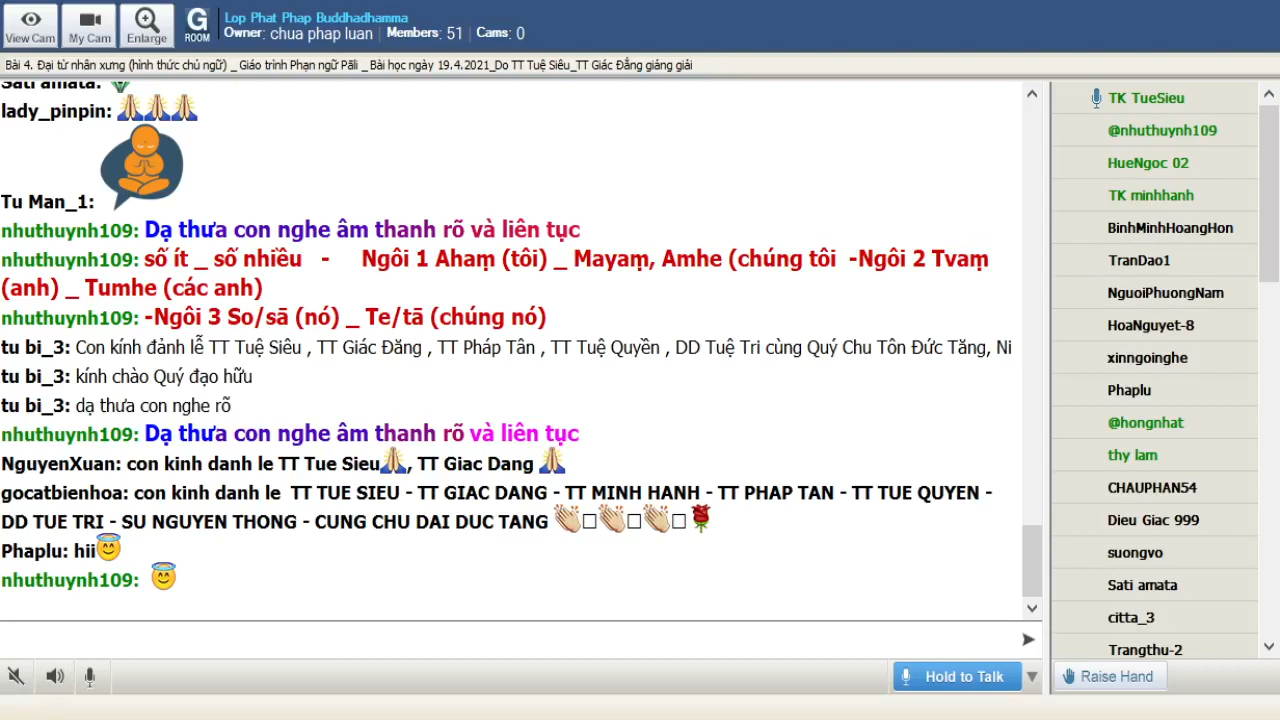 View Cam
My Cam
Enlarge
G
ROOM
Lop Phat Phap Buddhadhamma
Owner: chua phap luan | Members: 51 | Cams: 0
Bài 4. Đại từ nhân xưng (hình thức chủ ngữ) _ Giáo trình Phạn ngữ Pāli _ Bài học ngày 19.4.2021_Do TT Tuệ Siêu_TT Giác Đẳng giảng giải
Sati amata:
lady_pinpin:
Tu Man_1:
nhuthuynh109: Dạ thưa con nghe âm thanh rõ và liên tục
nhuthuynh109: số ít _ số nhiều - Ngôi 1 Ahaṃ (tôi) _ Mayaṃ, Amhe (chúng tôi -Ngôi 2 Tvaṃ
(anh) _ Tumhe (các anh)
nhuthuynh109: -Ngôi 3 So/sā (nó) _ Te/tā (chúng nó)
tu bi_3: Con kính đảnh lễ TT Tuệ Siêu , TT Giác Đăng , TT Pháp Tân , TT Tuệ Quyền , DD Tuệ Tri cùng Quý Chu Tôn Đức Tăng, Ni
tu bi_3: kính chào Quý đạo hữu
tu bi_3: dạ thưa con nghe rõ
nhuthuynh109: Dạ thưa con nghe âm thanh rõ và liên tục
NguyenXuan: con kinh danh le TT Tue Sieu, TT Giac Dang
gocatbienhoa: con kinh danh le TT TUE SIEU - TT GIAC DANG - TT MINH HANH - TT PHAP TAN - TT TUE QUYEN -
DD TUE TRI - SU NGUYEN THONG - CUNG CHU DAI DUC TANG
Phaplu: hii
nhuthuynh109:
TK TueSieu
@nhuthuynh109
HueNgoc 02
TK minhhanh
BinhMinhHoangHon
TranDao1
NguoiPhuongNam
HoaNguyet-8
xinngoinghe
Phaplu
@hongnhat
thy lam
CHAUPHAN54
Dieu Giac 999
suongvo
Sati amata
citta_3
Trangthu-2
Hold to Talk
Raise Hand